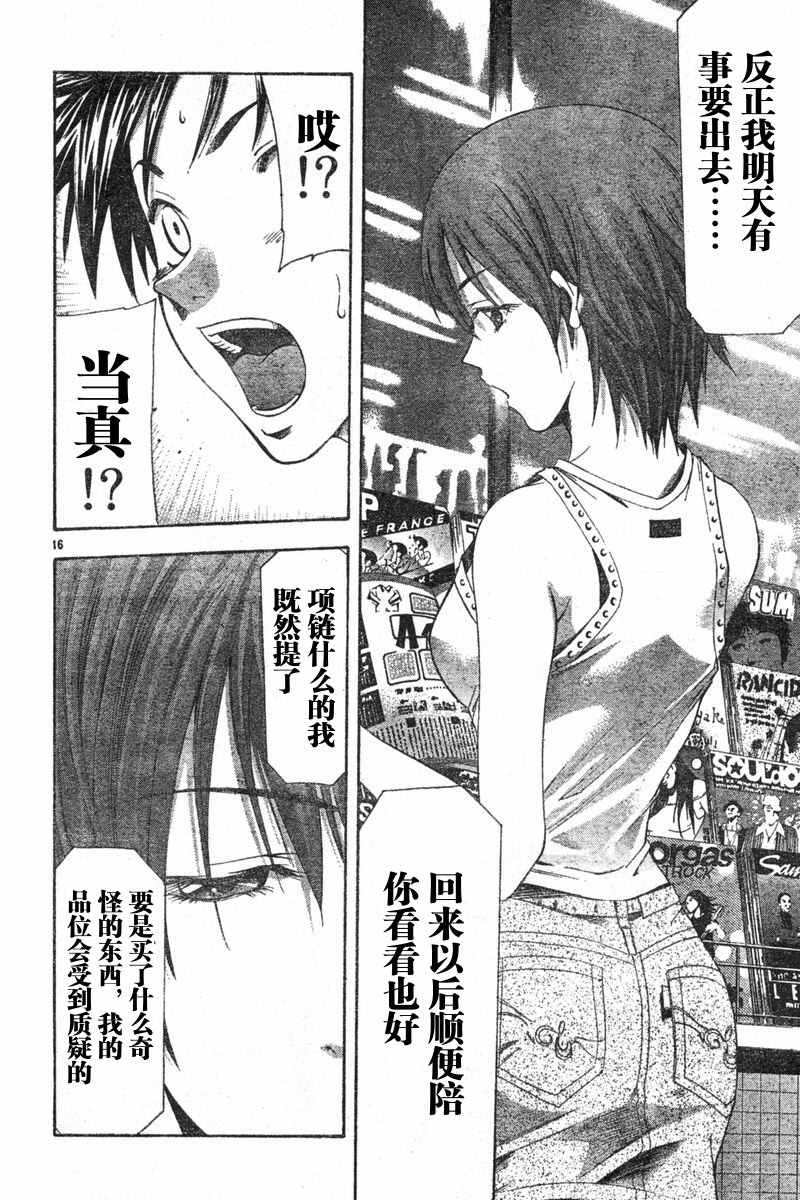 反正我明天有
事要出去……
回来以后顺便陪
你看看也好
哎!?
当真!?
16
项链什么的我
既然提了
要是买了什么奇
怪的东西，我的
品位会受到质疑的
P
E FRANCE
A
SUM
RANCID
SOULdO
orgas
TROCK
Sam